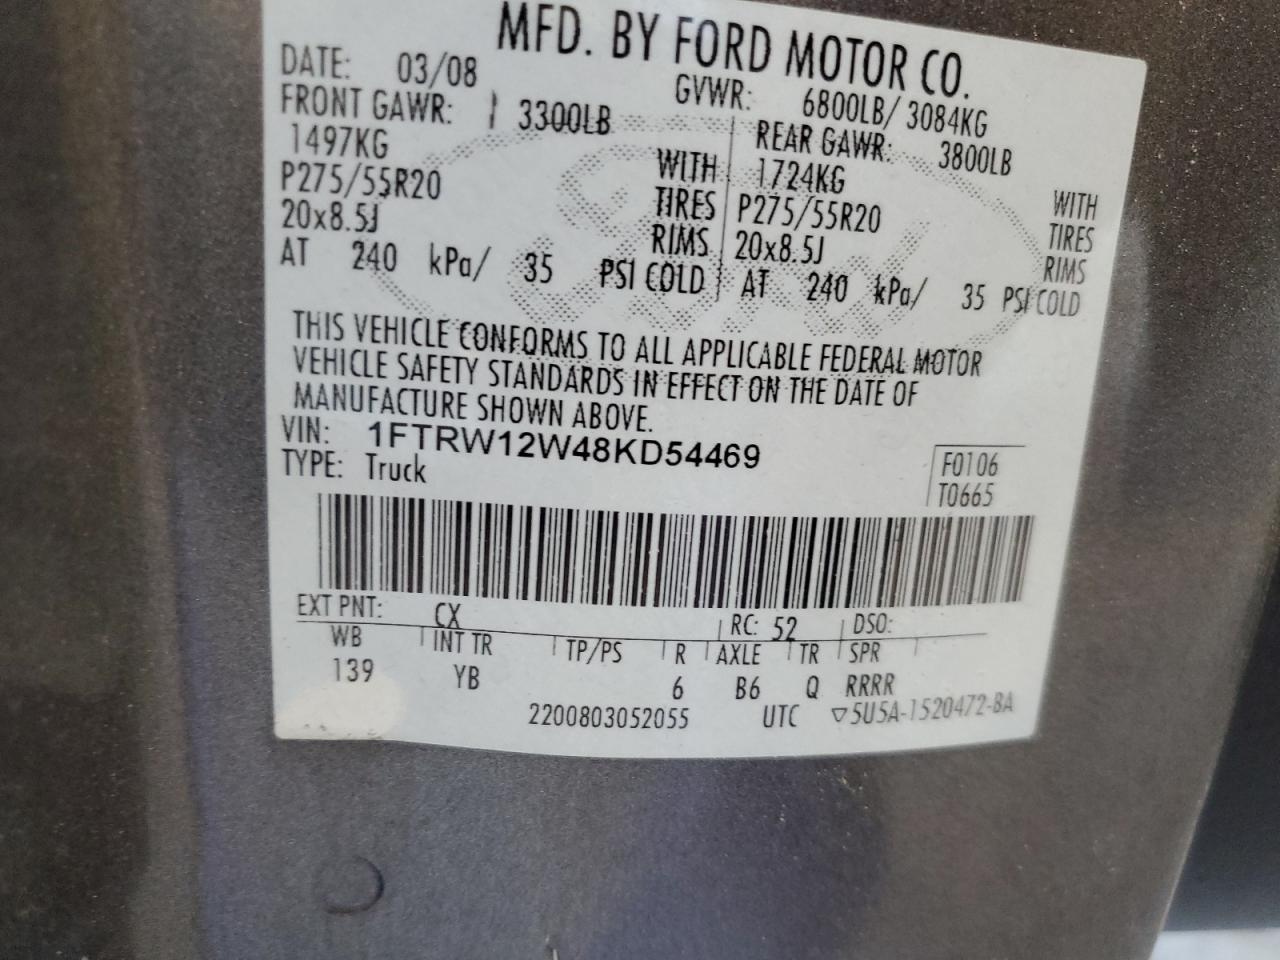 MFD. BY FORD MOTOR CO.
DATE: 03/08 GVWR: 6800LB/ 3084KG
FRONT GAWR: 3300LB REAR GAWR: 3800LB
1497KG WITH 1724KG WITH
P275/55R20 TIRES P275/55R20 TIRES
20x8.5J RIMS 20x8.5J RIMS
AT 240 kPa/ 35 PSI COLD AT 240 kPa/ 35 PSI COLD
THIS VEHICLE CONFORMS TO ALL APPLICABLE FEDERAL MOTOR
VEHICLE SAFETY STANDARDS IN EFFECT ON THE DATE OF
MANUFACTURE SHOWN ABOVE.
VIN: 1FTRW12W48KD54469
TYPE: Truck
F0106
T0665
EXT PNT: CX RC: 52 DSO:
WB INT TR TP/PS R AXLE TR SPR
139 YB 6 B6 Q RRRR
2200803052055 UTC ▽5U5A-1520472-BA